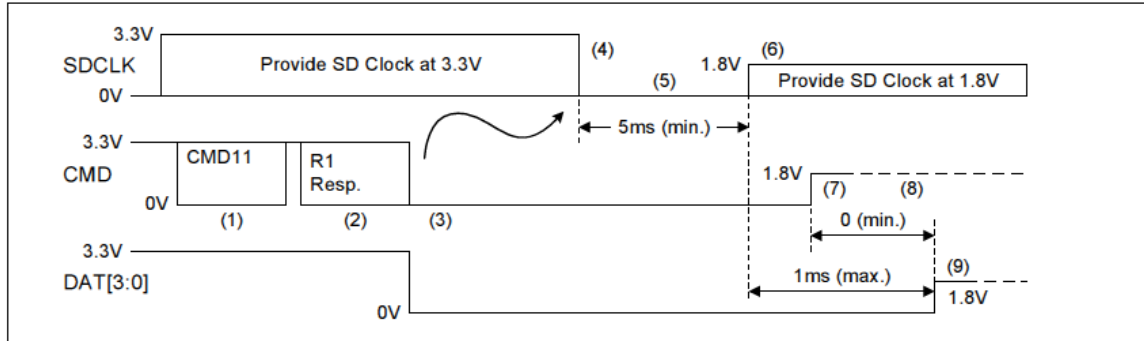 3.3V
SDCLK
Provide SD Clock at 3.3V
0V
(4)
(5)
1.8V
(6)
Provide SD Clock at 1.8V
5ms (min.)
3.3V
CMD
0V
CMD11
R1
Resp.
(1)
(2)
(3)
1.8V
(7)
(8)
0 (min.)
3.3V
DAT[3:0]
0V
1ms (max.)
(9)
1.8V